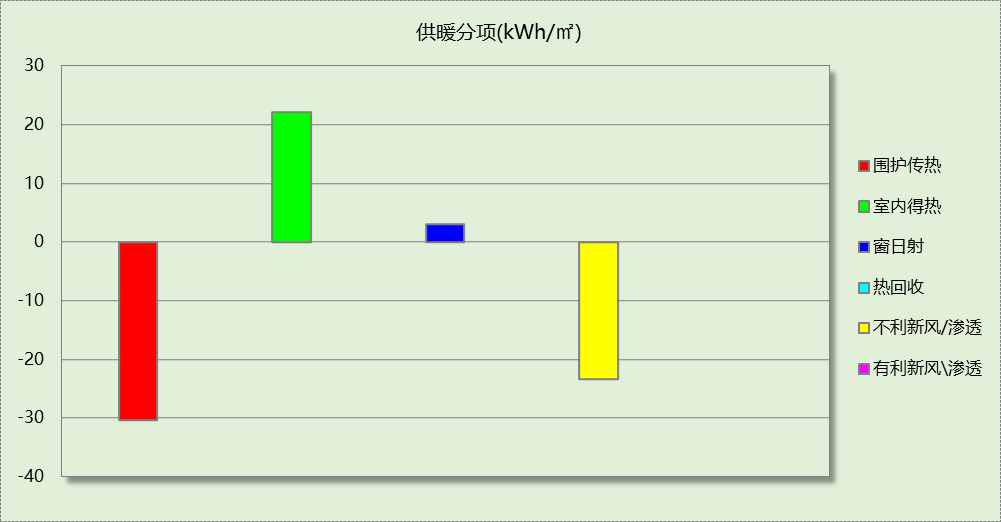 供暖分项(kWh/㎡)
30
20
10
0
-10
-20
-30
-40
围护传热
室内得热
窗日射
热回收
不利新风/渗透
有利新风\渗透